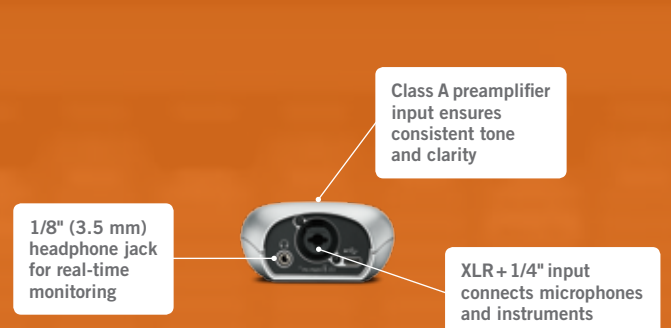 Class A preamplifier
input ensures
consistent tone
and clarity
1/8" (3.5 mm)
headphone jack
for real-time
monitoring
XLR + 1/4" input
connects microphones
and instruments